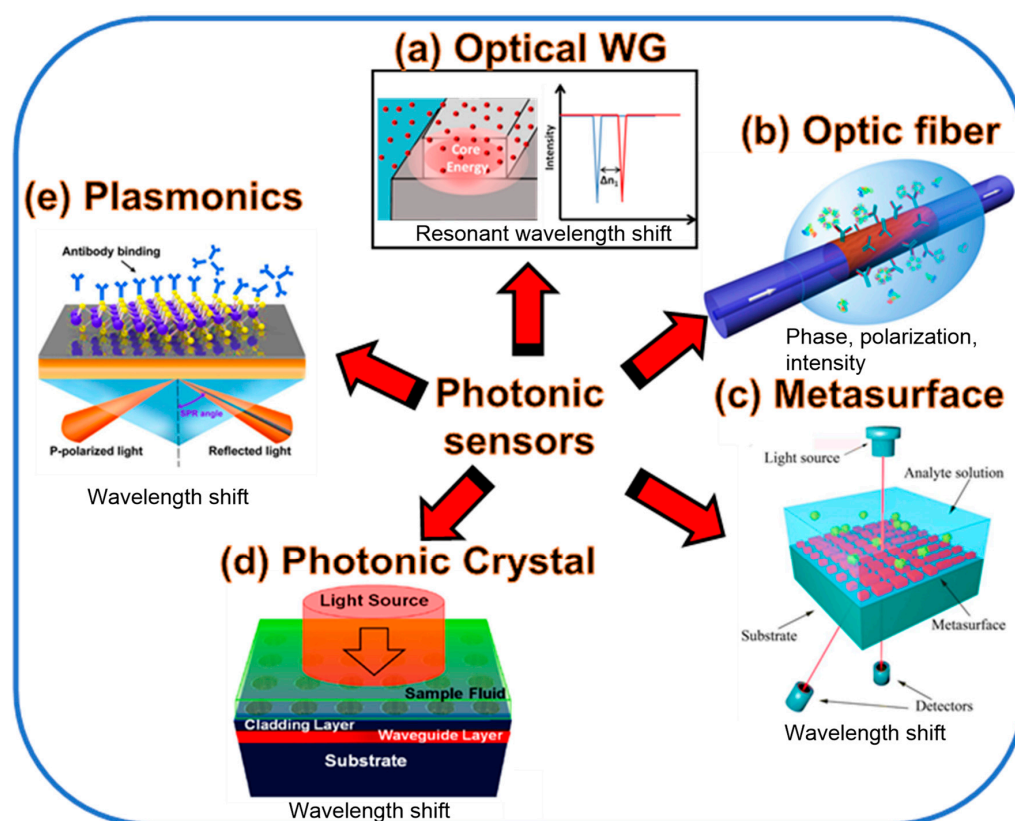 (a) Optical WG
Core
Energy
Intensity
Δn₁
Resonant wavelength shift
(b) Optic fiber
Phase, polarization,
intensity
(e) Plasmonics
Antibody binding
SPR angle
P-polarized light
Reflected light
Wavelength shift
Photonic
sensors
(c) Metasurface
Light source
Analyte solution
Substrate
Metasurface
Detectors
Wavelength shift
(d) Photonic Crystal
Light Source
Sample Fluid
Cladding Layer
Waveguide Layer
Substrate
Wavelength shift